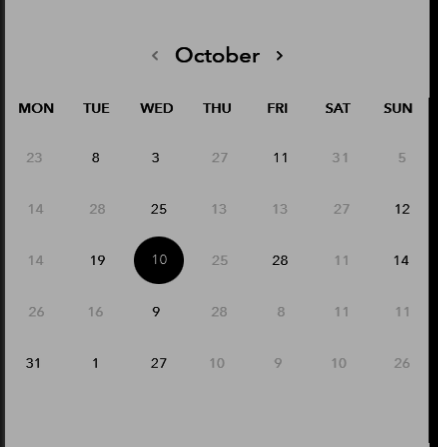 ‹ October ›
MON TUE WED THU FRI SAT SUN
23 8 3 27 11 31 5
14 28 25 13 13 27 12
14 19 10 25 28 11 14
26 16 9 28 8 11 11
31 1 27 10 9 10 26